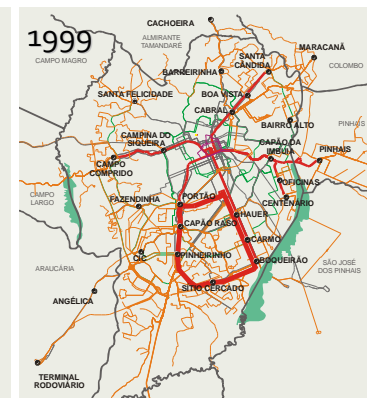 1999
CACHOEIRA
ALMIRANTE
TAMANDARÉ
MARACANÃ
CAMPO MAGRO
SANTA
CÂNDIDA
COLOMBO
BARREIRINHA
SANTA FELICIDADE
BOA VISTA
CABRAL
BAIRRO ALTO
PINHAIS
CAMPINA DO
SIQUEIRA
CAPÃO DA
IMBUIA
PINHAIS
CAMPO
COMPRIDO
OFICINAS
CAMPO
LARGO
FAZENDINHA
PORTÃO
CENTENÁRIO
HAUER
CAPÃO RASO
CARMO
CIC
PINHEIRINHO
BOQUEIRÃO
SÃO JOSÉ
DOS PINHAIS
ARAUCÁRIA
SITIO CERCADO
ANGÉLICA
TERMINAL
RODOVIÁRIO